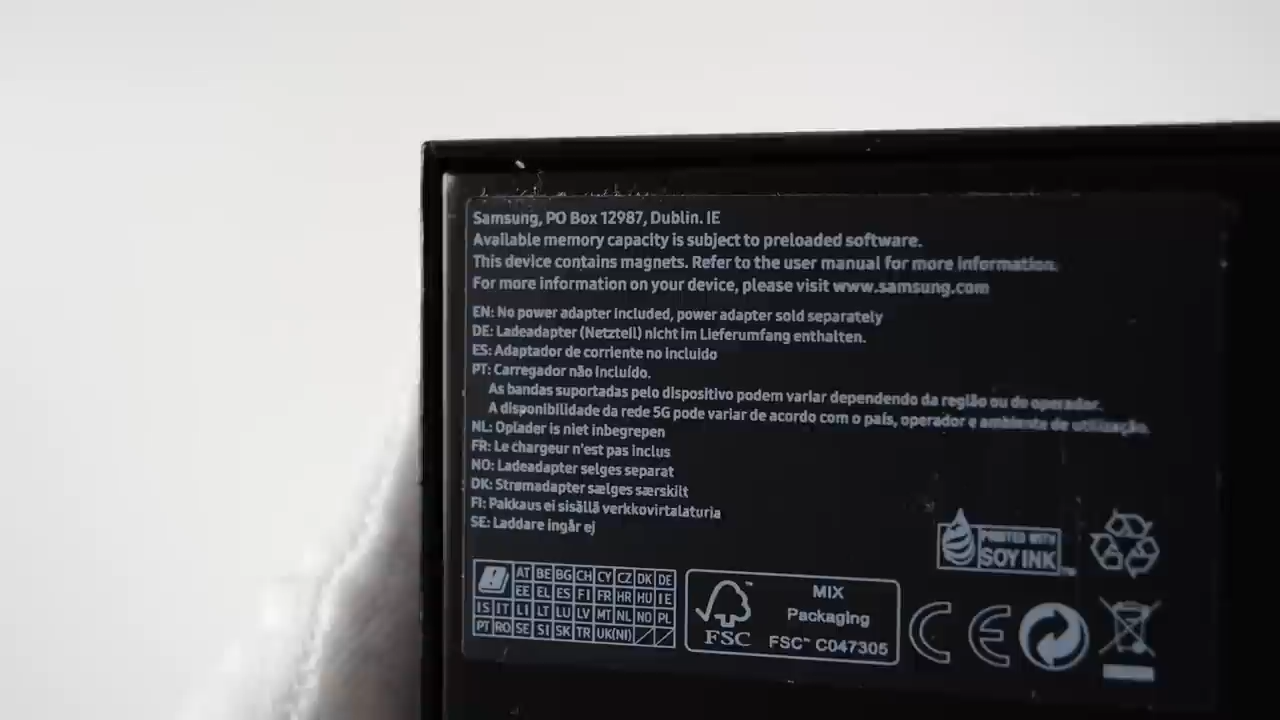 Samsung, PO Box 12987, Dublin. IE
Available memory capacity is subject to preloaded software.
This device contains magnets. Refer to the user manual for more information.
For more information on your device, please visit www.samsung.com
EN: No power adapter included, power adapter sold separately
DE: Ladeadapter (Netzteil) nicht im Lieferumfang enthalten.
ES: Adaptador de corriente no incluido
PT: Carregador não incluído.
As bandas suportadas pelo dispositivo podem variar dependendo da região ou do operador.
A disponibilidade da rede 5G pode variar de acordo com o país, operador e ambiente de utilização.
NL: Oplader is niet inbegrepen
FR: Le chargeur n'est pas inclus
NO: Ladeadapter selges separat
DK: Strømadapter sælges særskilt
FI: Pakkaus ei sisällä verkkovirtalaturia
SE: Laddare ingår ej
PRINTED WITH
SOY INK™
AT BE BG CH CY CZ DK DE
EE EL ES FI FR HR HU IE
IS IT LI LT LU LV MT NL NO PL
PT RO SE SI SK TR UK(NI)
FSC™
MIX
Packaging
FSC™ C047305
CE